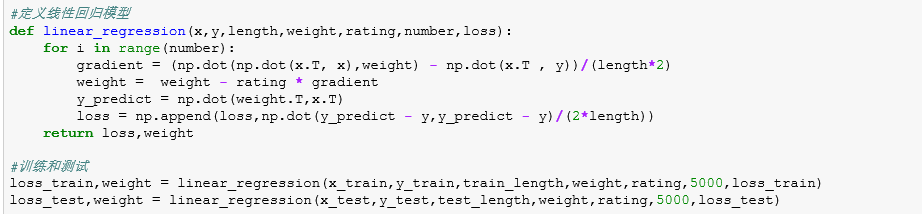 #定义线性回归模型
def linear_regression(x,y,length,weight,rating,number,loss):
    for i in range(number):
        gradient = (np.dot(np.dot(x.T, x),weight) - np.dot(x.T , y))/(length*2)
        weight =  weight - rating * gradient
        y_predict = np.dot(weight.T,x.T)
        loss = np.append(loss,np.dot(y_predict - y,y_predict - y)/(2*length))
    return loss,weight
#训练和测试
loss_train,weight = linear_regression(x_train,y_train,train_length,weight,rating,5000,loss_train)
loss_test,weight = linear_regression(x_test,y_test,test_length,weight,rating,5000,loss_test)